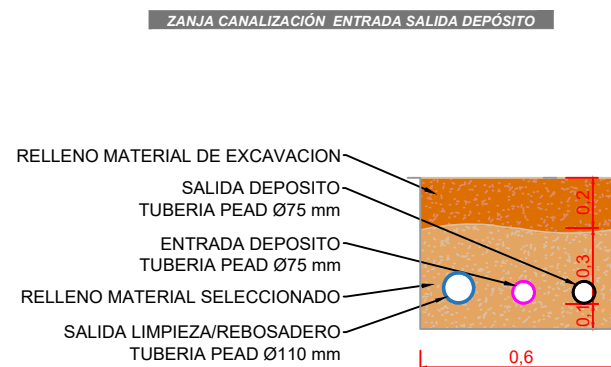 ZANJA CANALIZACIÓN ENTRADA SALIDA DEPÓSITO
RELLENO MATERIAL DE EXCAVACION
SALIDA DEPOSITO
TUBERIA PEAD Ø75 mm
ENTRADA DEPOSITO
TUBERIA PEAD Ø75 mm
RELLENO MATERIAL SELECCIONADO
SALIDA LIMPIEZA/REBOSADERO
TUBERIA PEAD Ø110 mm
0,2
0,3
0,1
0,6